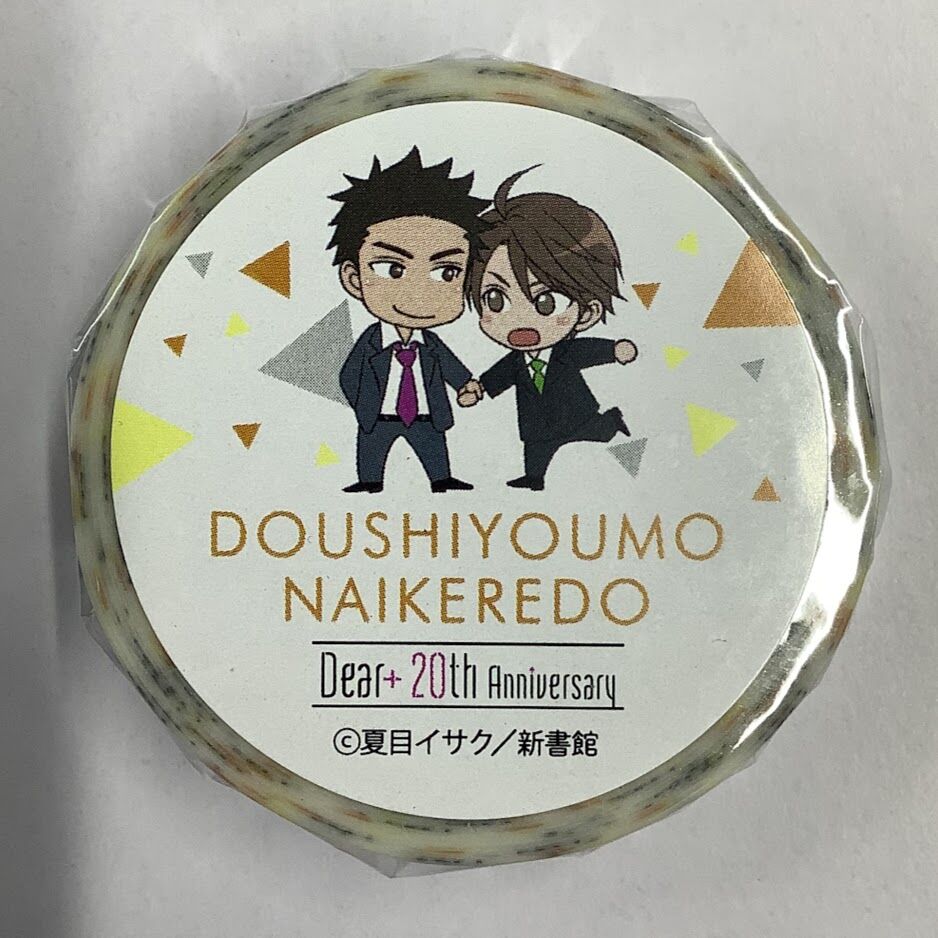 DOUSHIYOUMO
NAIKEREDO
Dear+ 20th Anniversary
©夏目イサク／新書館